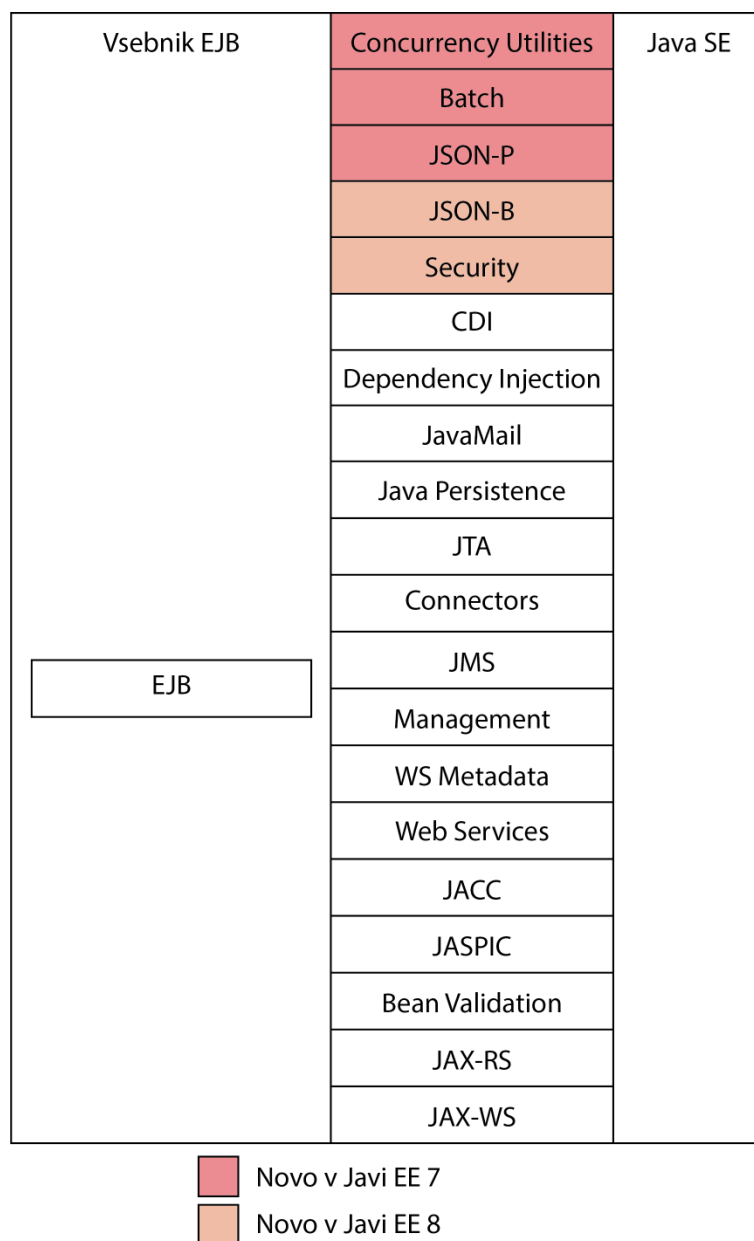 Vsebnik EJB
Concurrency Utilities
Java SE
Batch
JSON-P
JSON-B
Security
CDI
Dependency Injection
JavaMail
Java Persistence
JTA
Connectors
JMS
EJB
Management
WS Metadata
Web Services
JACC
JASPIC
Bean Validation
JAX-RS
JAX-WS
Novo v Javi EE 7
Novo v Javi EE 8